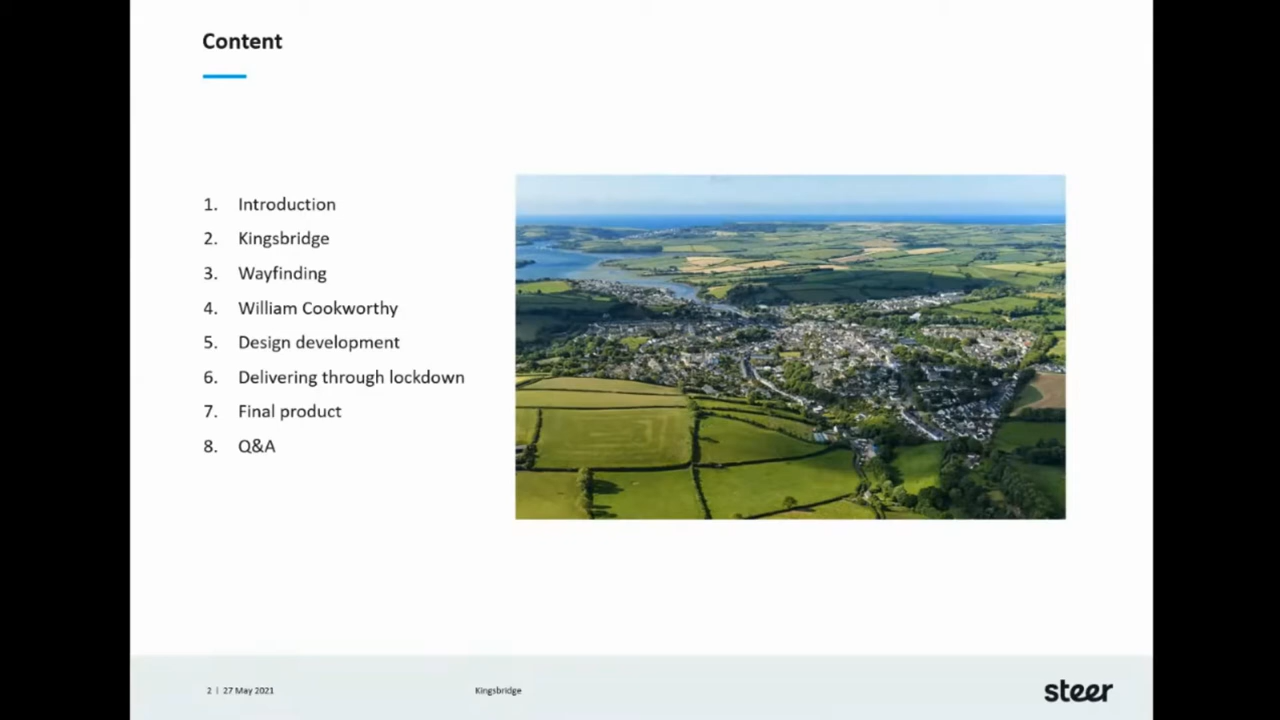 Content
1. Introduction
2. Kingsbridge
3. Wayfinding
4. William Cookworthy
5. Design development
6. Delivering through lockdown
7. Final product
8. Q&A
2 | 27 May 2021
Kingsbridge
steer